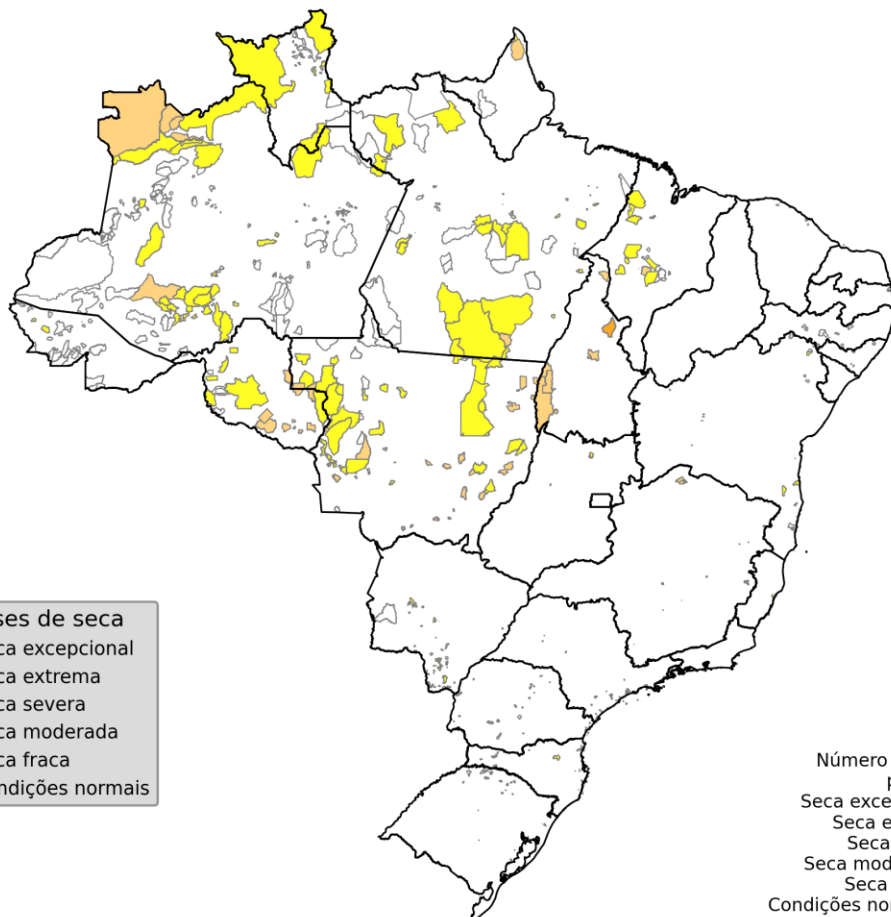 ses de seca
ca excepcional
ca extrema
ca severa
ca moderada
ca fraca
ndições normais
Número
p
Seca exce
Seca e
Seca
Seca mod
Seca
Condições nor